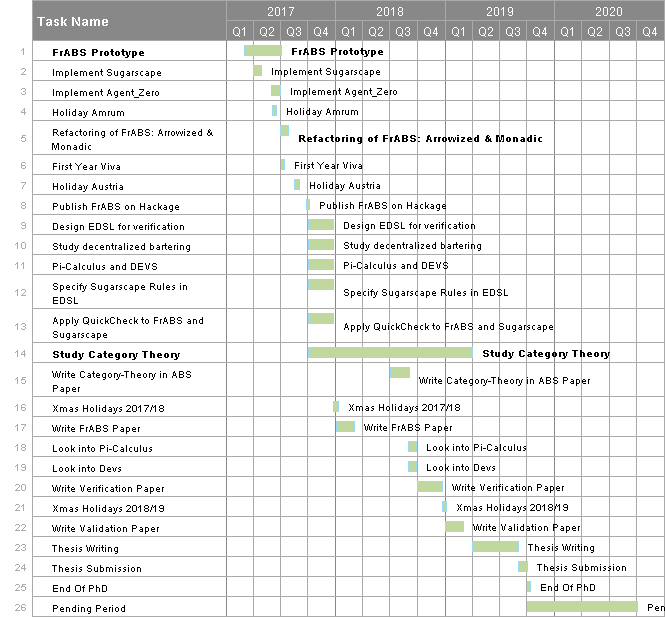 Task Name 2017 2018 2019 2020
Q1 Q2 Q3 Q4 Q1 Q2 Q3 Q4 Q1 Q2 Q3 Q4 Q1 Q2 Q3 Q4
1 FrABS Prototype FrABS Prototype
2 Implement Sugarscape Implement Sugarscape
3 Implement Agent_Zero Implement Agent_Zero
4 Holiday Amrum Holiday Amrum
5 Refactoring of FrABS: Arrowized & Refactoring of FrABS: Arrowized & Monadic
Monadic
6 First Year Viva First Year Viva
7 Holiday Austria Holiday Austria
8 Publish FrABS on Hackage Publish FrABS on Hackage
9 Design EDSL for verification Design EDSL for verification
10 Study decentralized bartering Study decentralized bartering
11 Pi-Calculus and DEVS Pi-Calculus and DEVS
12 Specify Sugarscape Rules in Specify Sugarscape Rules in EDSL
EDSL
13 Apply QuickCheck to FrABS and Apply QuickCheck to FrABS and Sugarscape
Sugarscape
14 Study Category Theory Study Category Theory
15 Write Category-Theory in ABS Write Category-Theory in ABS Paper
Paper
16 Xmas Holidays 2017/18 Xmas Holidays 2017/18
17 Write FrABS Paper Write FrABS Paper
18 Look into Pi-Calculus Look into Pi-Calculus
19 Look into Devs Look into Devs
20 Write Verification Paper Write Verification Paper
21 Xmas Holidays 2018/19 Xmas Holidays 2018/19
22 Write Validation Paper Write Validation Paper
23 Thesis Writing Thesis Writing
24 Thesis Submission Thesis Submission
25 End Of PhD End Of PhD
26 Pending Period Pen